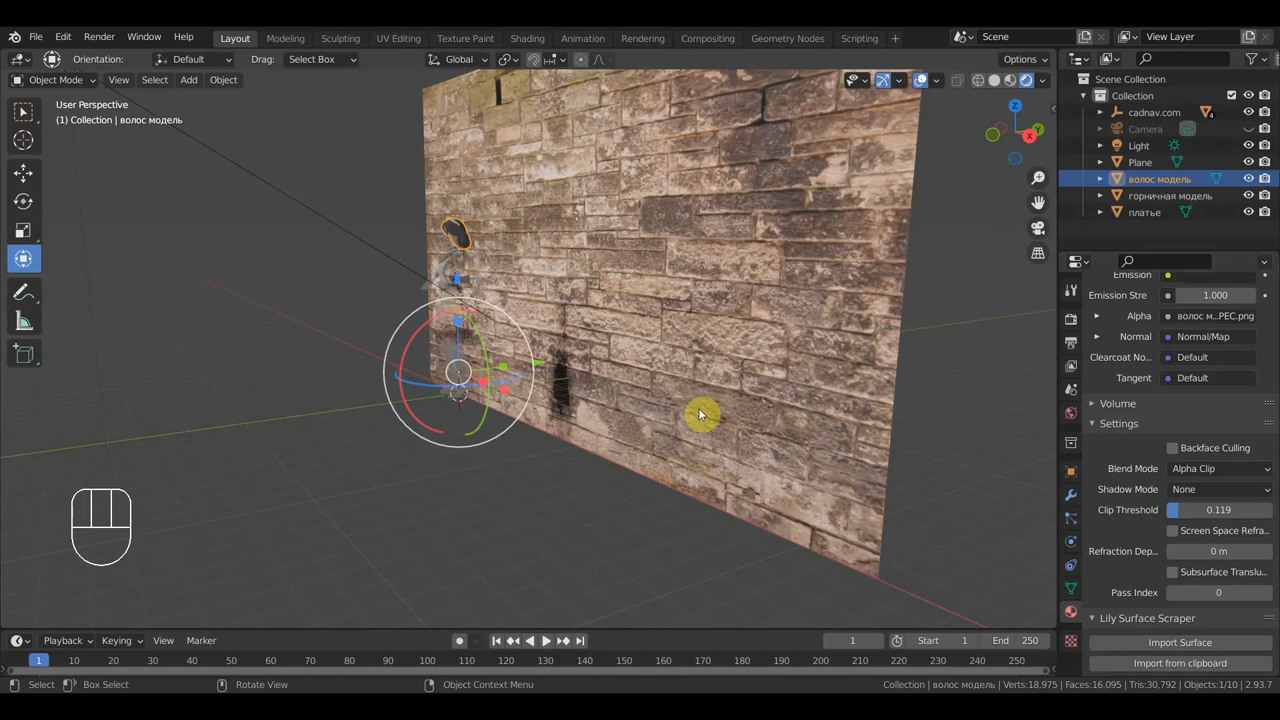 File Edit Render Window Help Layout Modeling Sculpting UV Editing Texture Paint Shading Animation Rendering Compositing Geometry Nodes Scripting + Scene View Layer
Orientation: Default Drag: Select Box Global Options
Object Mode View Select Add Object
User Perspective
(1) Collection | волос модель
Z
Y
X
Scene Collection
Collection
cadnav.com 4
Camera
Light
Plane
волос модель
горничная модель
платье
Emission
Emission Stre 1.000
Alpha волос м...PEC.png
Normal Normal/Map
Clearcoat No... Default
Tangent Default
Volume
Settings
Backface Culling
Blend Mode Alpha Clip
Shadow Mode None
Clip Threshold 0.119
Screen Space Refra...
Refraction Dep... 0 m
Subsurface Translu...
Pass Index 0
Lily Surface Scraper
Import Surface
Import from clipboard
Playback Keying View Marker 1 Start 1 End 250
1 10 20 30 40 50 60 70 80 90 100 110 120 130 140 150 160 170 180 190 200 210 220 230 240 250
Select Box Select Rotate View Object Context Menu Collection | волос модель | Verts:18,975 | Faces:16,095 | Tris:30,792 | Objects:1/10 | 2.93.7